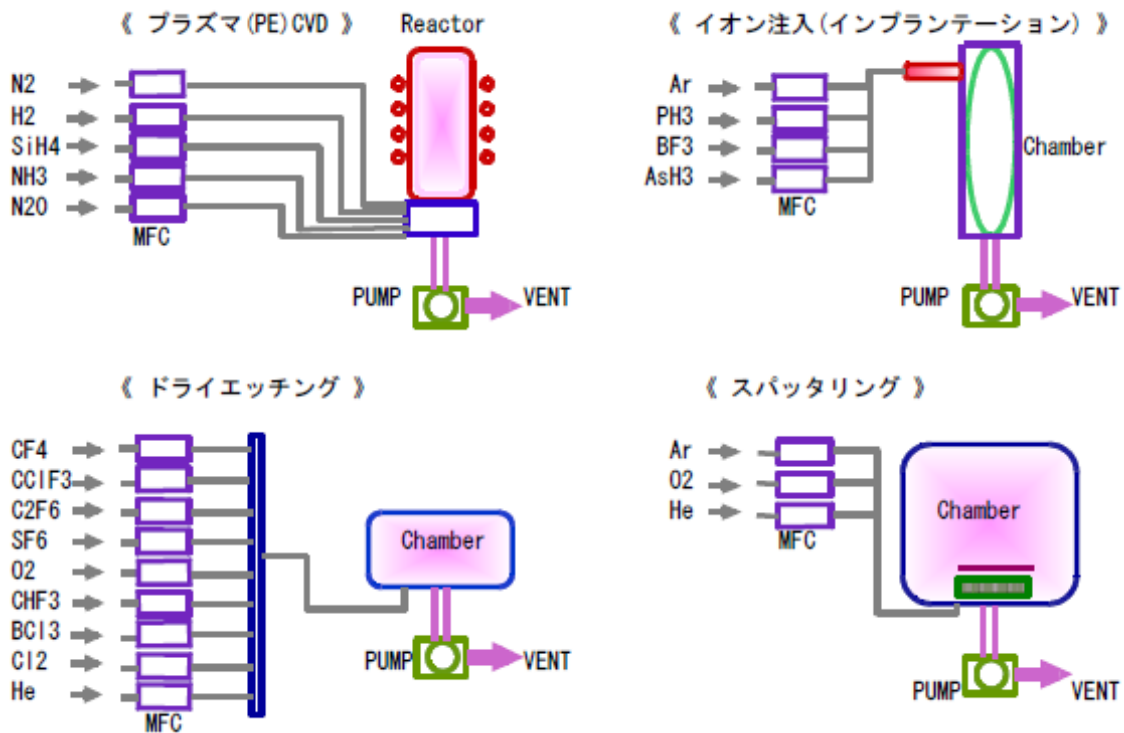 《 プラズマ(PE)CVD 》
Reactor
N2
H2
SiH4
NH3
N2O
MFC
PUMP
VENT
《 イオン注入(インプランテーション) 》
Ar
PH3
BF3
AsH3
MFC
Chamber
PUMP
VENT
《 ドライエッチング 》
CF4
CClF3
C2F6
SF6
O2
CHF3
BCl3
Cl2
He
MFC
Chamber
PUMP
VENT
《 スパッタリング 》
Ar
O2
He
MFC
Chamber
PUMP
VENT